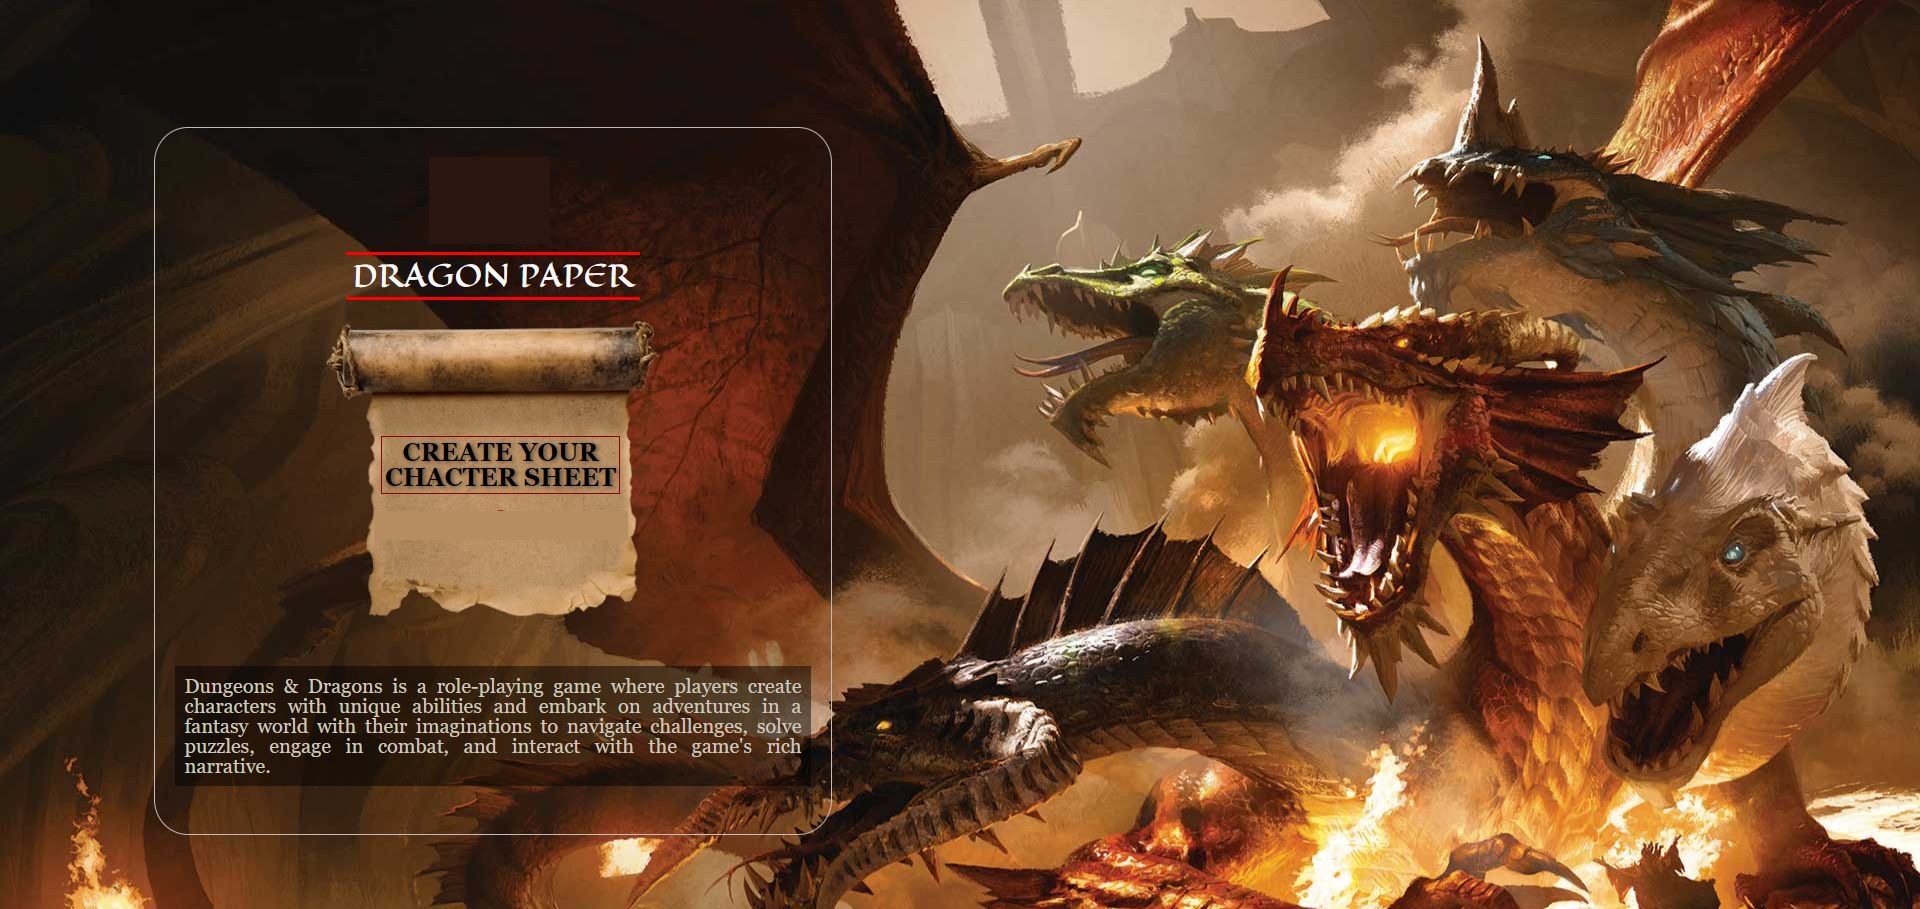 DRAGON PAPER
CREATE YOUR
CHACTER SHEET
Dungeons & Dragons is a role-playing game where players create
characters with unique abilities and embark on adventures in a
fantasy world with their imaginations to navigate challenges, solve
puzzles, engage in combat, and interact with the game's rich
narrative.